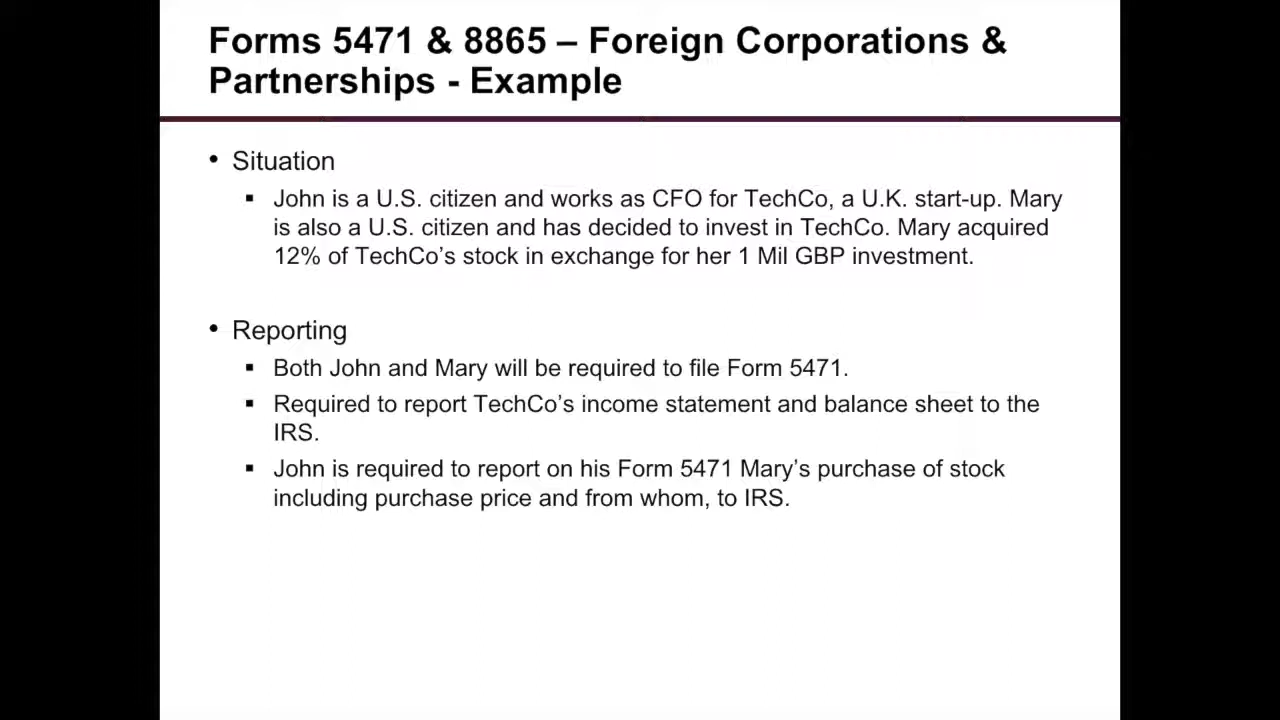 Forms 5471 & 8865 – Foreign Corporations &
Partnerships - Example
• Situation
▪ John is a U.S. citizen and works as CFO for TechCo, a U.K. start-up. Mary
is also a U.S. citizen and has decided to invest in TechCo. Mary acquired
12% of TechCo’s stock in exchange for her 1 Mil GBP investment.
• Reporting
▪ Both John and Mary will be required to file Form 5471.
▪ Required to report TechCo’s income statement and balance sheet to the
IRS.
▪ John is required to report on his Form 5471 Mary’s purchase of stock
including purchase price and from whom, to IRS.